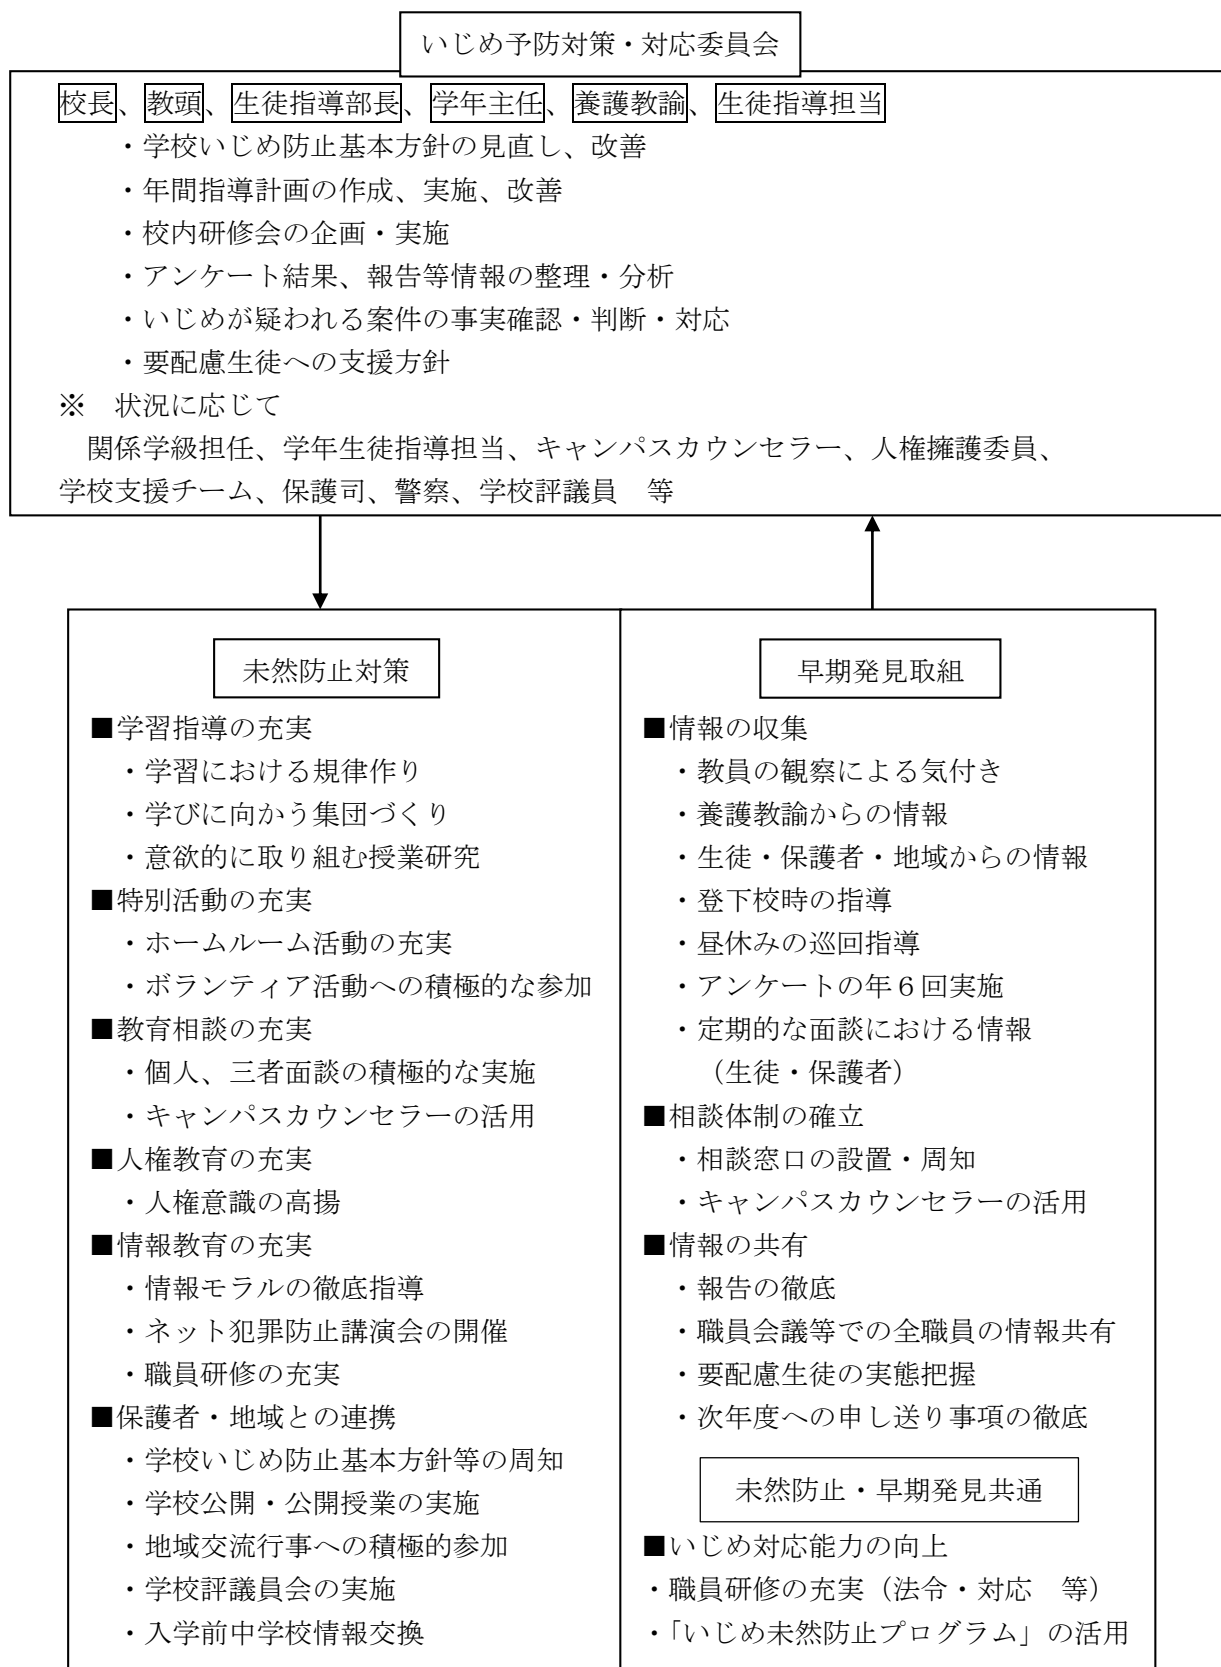 いじめ予防対策・対応委員会
校長、教頭、生徒指導部長、学年主任、養護教諭、生徒指導担当
・学校いじめ防止基本方針の見直し、改善
・年間指導計画の作成、実施、改善
・校内研修会の企画・実施
・アンケート結果、報告等情報の整理・分析
・いじめが疑われる案件の事実確認・判断・対応
・要配慮生徒への支援方針
※　状況に応じて
関係学級担任、学年生徒指導担当、キャンパスカウンセラー、人権擁護委員、
学校支援チーム、保護司、警察、学校評議員　等
未然防止対策
■学習指導の充実
・学習における規律作り
・学びに向かう集団づくり
・意欲的に取り組む授業研究
■特別活動の充実
・ホームルーム活動の充実
・ボランティア活動への積極的な参加
■教育相談の充実
・個人、三者面談の積極的な実施
・キャンパスカウンセラーの活用
■人権教育の充実
・人権意識の高揚
■情報教育の充実
・情報モラルの徹底指導
・ネット犯罪防止講演会の開催
・職員研修の充実
■保護者・地域との連携
・学校いじめ防止基本方針等の周知
・学校公開・公開授業の実施
・地域交流行事への積極的参加
・学校評議員会の実施
・入学前中学校情報交換
早期発見取組
■情報の収集
・教員の観察による気付き
・養護教諭からの情報
・生徒・保護者・地域からの情報
・登下校時の指導
・昼休みの巡回指導
・アンケートの年６回実施
・定期的な面談における情報
（生徒・保護者）
■相談体制の確立
・相談窓口の設置・周知
・キャンパスカウンセラーの活用
■情報の共有
・報告の徹底
・職員会議等での全職員の情報共有
・要配慮生徒の実態把握
・次年度への申し送り事項の徹底
未然防止・早期発見共通
■いじめ対応能力の向上
・職員研修の充実（法令・対応　等）
・「いじめ未然防止プログラム」の活用